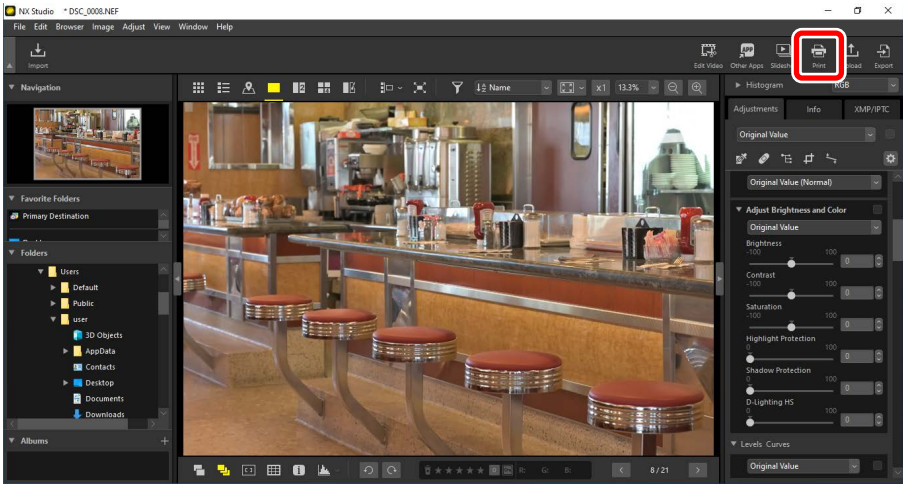 NX Studio * DSC_0008.NEF
File Edit Browser Image Adjust View Window Help
Import
Edit Video Other Apps Slidesh Print load Export
Navigation
Name
x1
13.3%
Histogram
RGB
Adjustments Info XMP/IPTC
Original Value
Original Value (Normal)
Favorite Folders
Primary Destination
Folders
Users
Default
Public
user
3D Objects
AppData
Contacts
Desktop
Documents
Downloads
Albums
Adjust Brightness and Color
Original Value
Brightness
-100 100 0
Contrast
-100 100 0
Saturation
-100 100 0
Highlight Protection
0 100 0
Shadow Protection
0 100 0
D-Lighting HS
0 100 0
Levels Curves
Original Value
R: G: B:
8/21